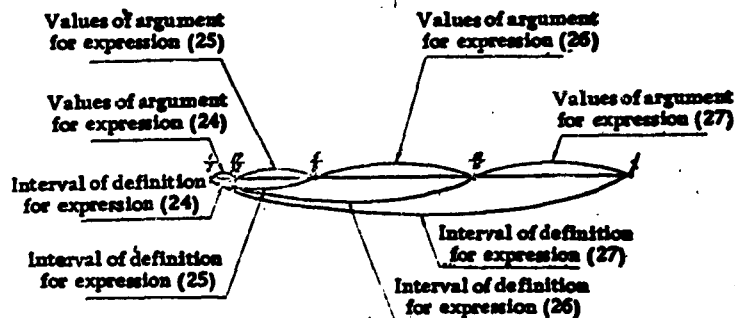 Values of argument
for expression (25)
Values of argument
for expression (26)
Values of argument
for expression (24)
Values of argument
for expression (27)
Interval of definition
for expression (24)
Interval of definition
for expression (27)
Interval of definition
for expression (25)
Interval of definition
for expression (26)